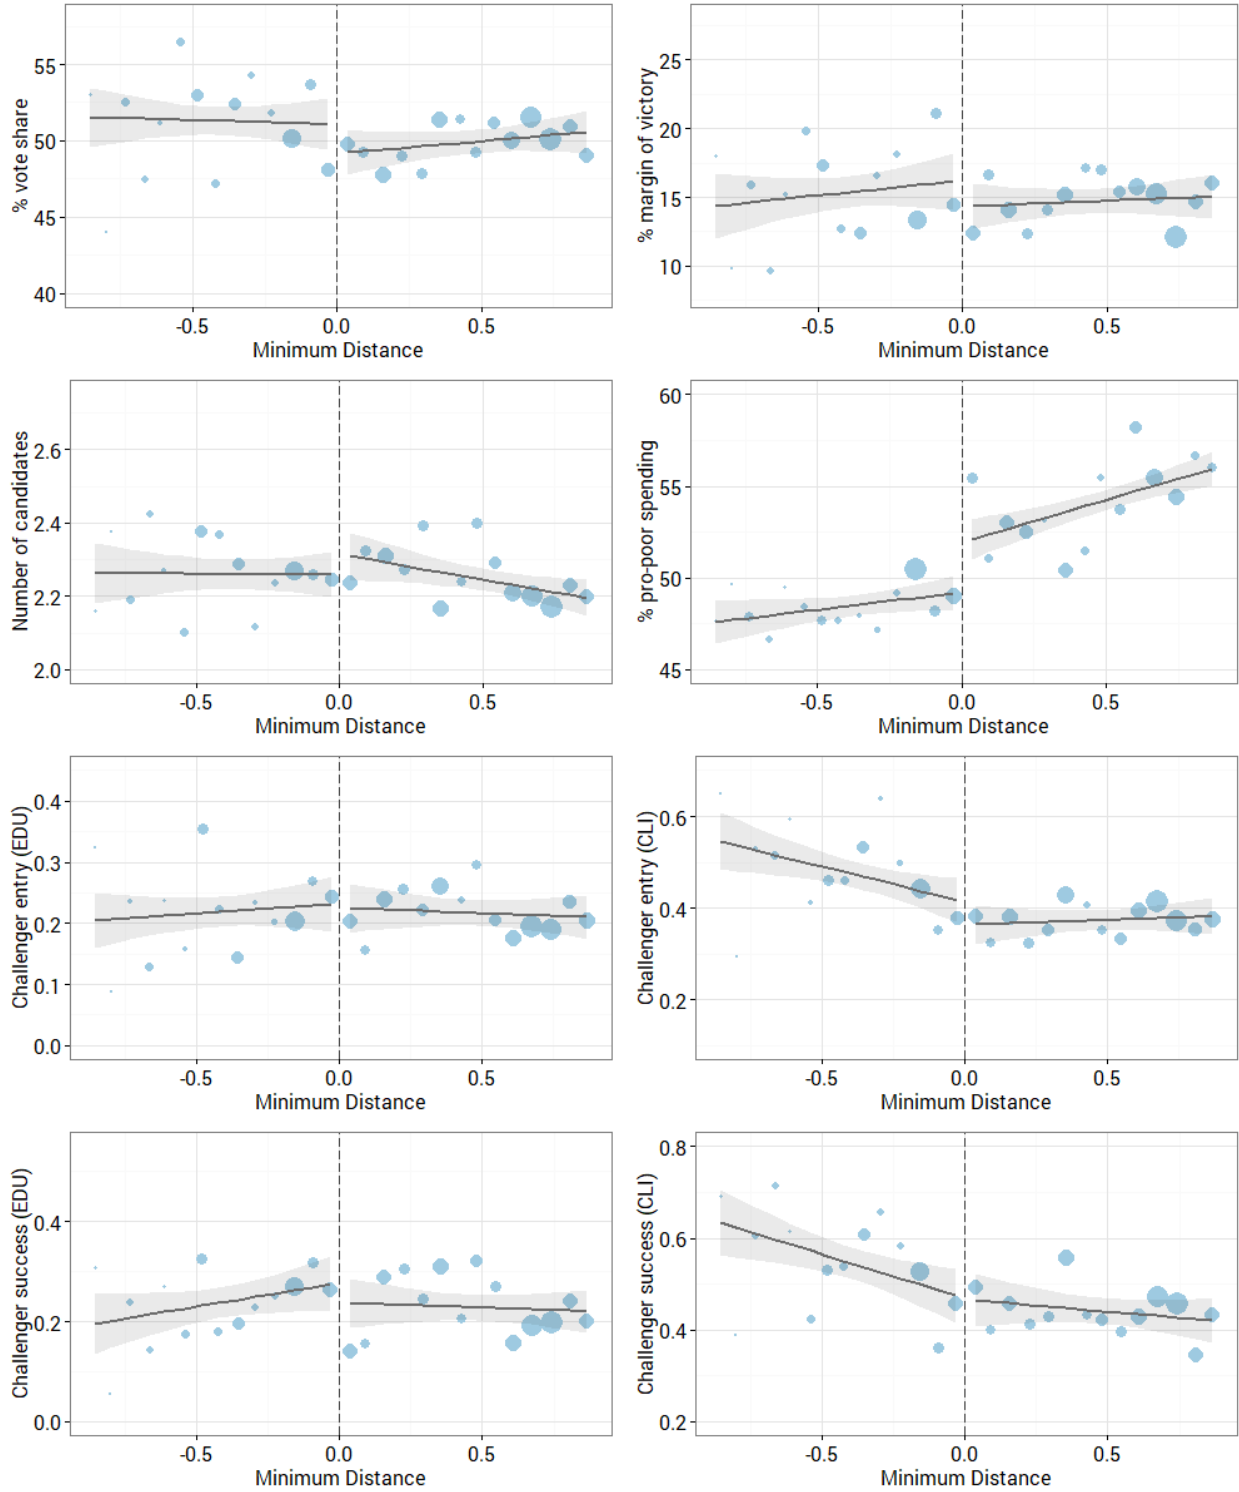 % vote share
55
50
45
40
-0.5 0.0 0.5
Minimum Distance
% margin of victory
25
20
15
10
-0.5 0.0 0.5
Minimum Distance
Number of candidates
2.6
2.4
2.2
2.0
-0.5 0.0 0.5
Minimum Distance
% pro-poor spending
60
55
50
45
-0.5 0.0 0.5
Minimum Distance
Challenger entry (EDU)
0.4
0.3
0.2
0.1
0.0
-0.5 0.0 0.5
Minimum Distance
Challenger entry (CLI)
0.6
0.4
0.2
-0.5 0.0 0.5
Minimum Distance
Challenger success (EDU)
0.4
0.2
0.0
-0.5 0.0 0.5
Minimum Distance
Challenger success (CLI)
0.8
0.6
0.4
0.2
-0.5 0.0 0.5
Minimum Distance